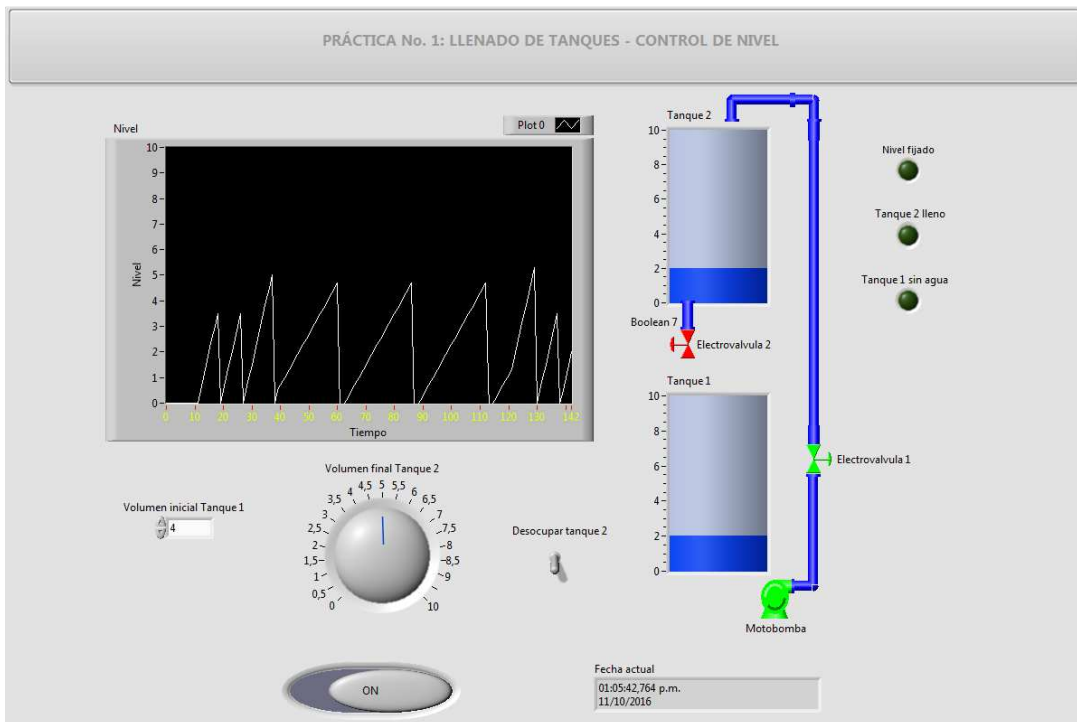 PRÁCTICA No. 1: LLENADO DE TANQUES - CONTROL DE NIVEL
Nivel
Plot 0
10
9
8
7
6
5
4
3
2
1
0
Nivel
0 10 20 30 40 50 60 70 80 90 100 110 120 130 142
Tiempo
Tanque 2
10
8
6
4
2
0
Boolean 7
Electrovalvula 2
Nivel fijado
Tanque 2 lleno
Tanque 1 sin agua
Tanque 1
10
8
6
4
2
0
Electrovalvula 1
Motobomba
Volumen inicial Tanque 1
4
Volumen final Tanque 2
0 0,5 1 1,5 2 2,5 3 3,5 4 4,5 5 5,5 6 6,5 7 7,5 8 8,5 9 10
Desocupar tanque 2
ON
Fecha actual
01:05:42,764 p.m.
11/10/2016